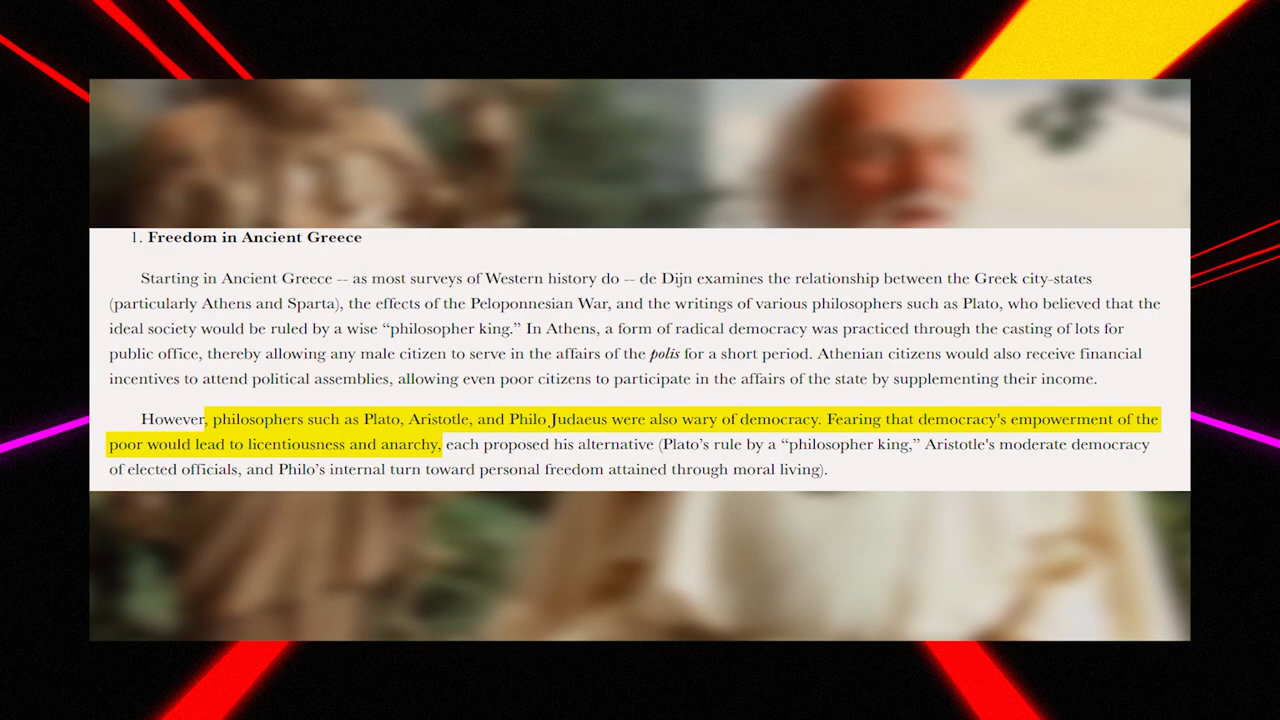 1. Freedom in Ancient Greece
Starting in Ancient Greece -- as most surveys of Western history do -- de Dijn examines the relationship between the Greek city-states
(particularly Athens and Sparta), the effects of the Peloponnesian War, and the writings of various philosophers such as Plato, who believed that the
ideal society would be ruled by a wise “philosopher king.” In Athens, a form of radical democracy was practiced through the casting of lots for
public office, thereby allowing any male citizen to serve in the affairs of the polis for a short period. Athenian citizens would also receive financial
incentives to attend political assemblies, allowing even poor citizens to participate in the affairs of the state by supplementing their income.
However, philosophers such as Plato, Aristotle, and Philo Judaeus were also wary of democracy. Fearing that democracy's empowerment of the
poor would lead to licentiousness and anarchy, each proposed his alternative (Plato’s rule by a “philosopher king,” Aristotle's moderate democracy
of elected officials, and Philo’s internal turn toward personal freedom attained through moral living).